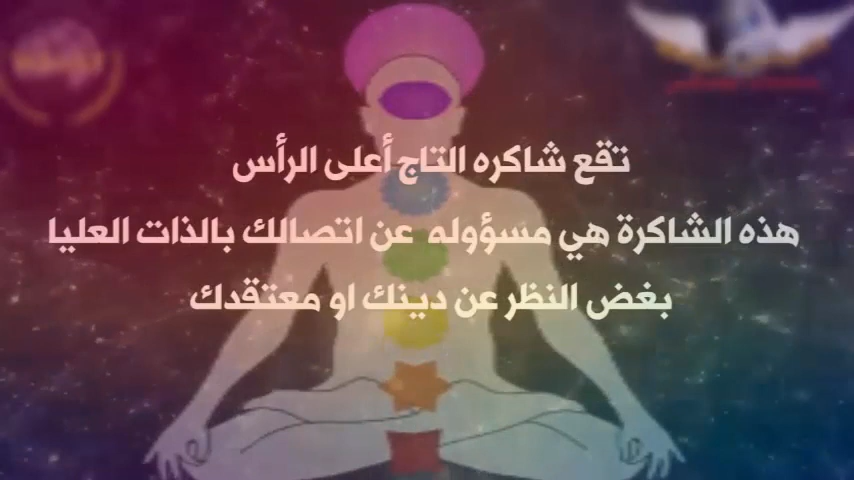 تقع شاكره التاج أعلى الرأس
هذه الشاكرة هي مسؤوله عن اتصالك بالذات العليا
بغض النظر عن دينك او معتقدك